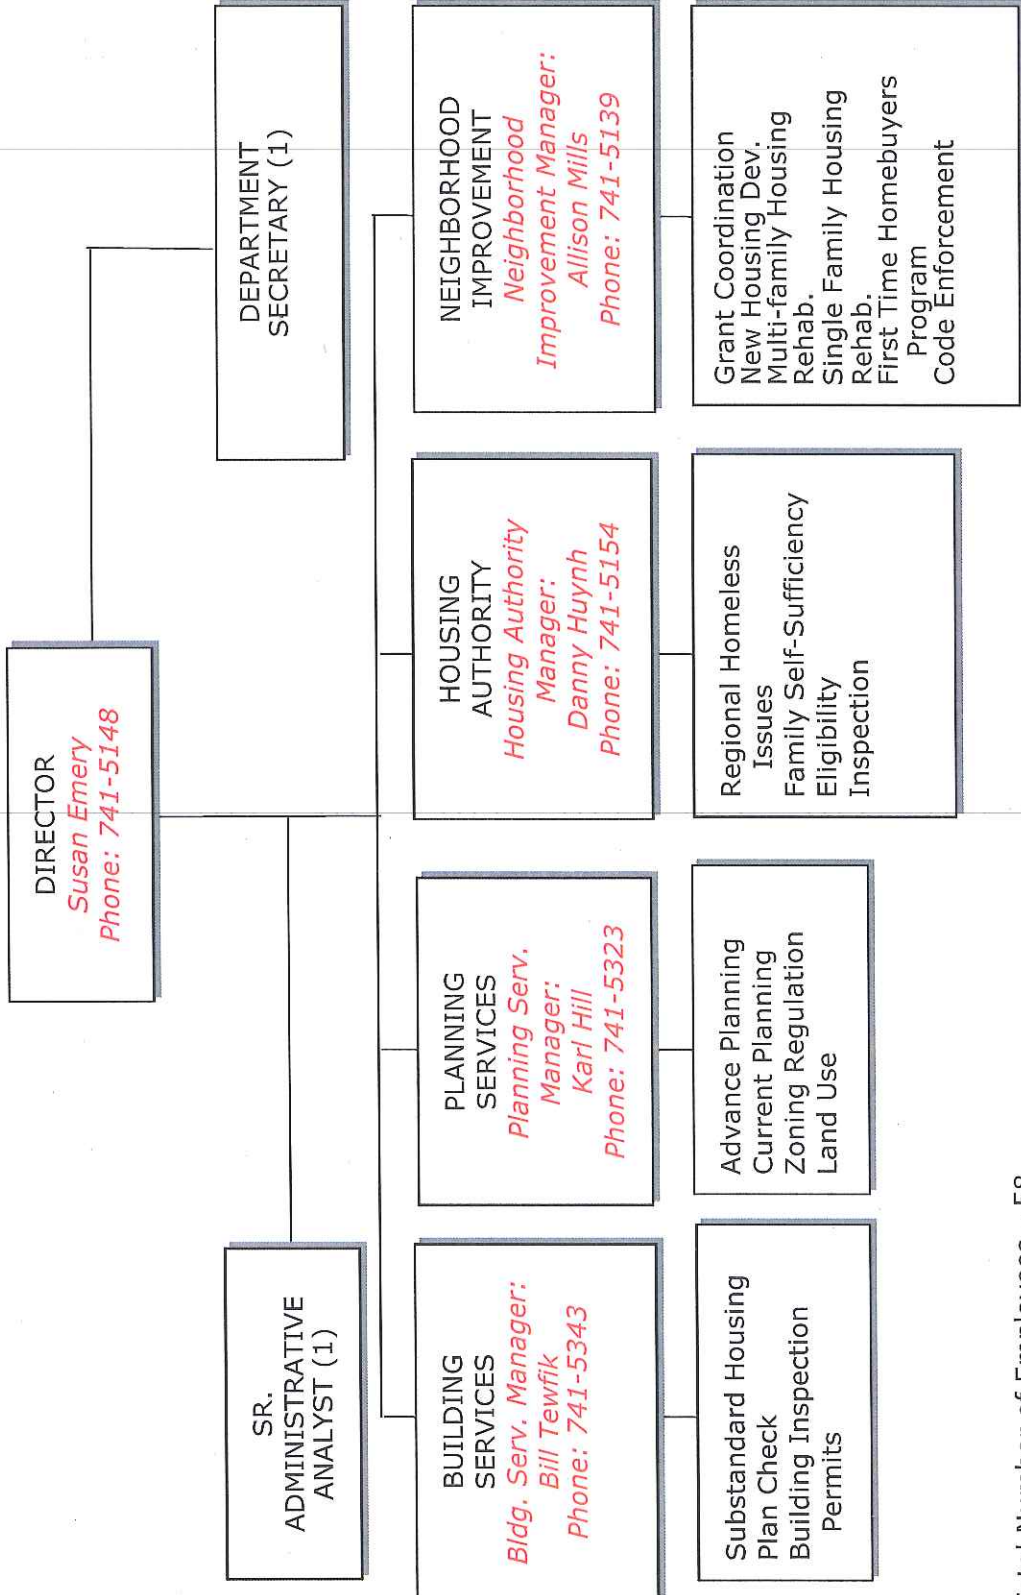 DIRECTOR
Susan Emery
Phone: 741-5148
SR.
ADMINISTRATIVE
ANALYST (1)
DEPARTMENT
SECRETARY (1)
BUILDING
SERVICES
Bldg. Serv. Manager:
Bill Tewfik
Phone: 741-5343
PLANNING
SERVICES
Planning Serv.
Manager:
Karl Hill
Phone: 741-5323
HOUSING
AUTHORITY
Housing Authority
Manager:
Danny Huynh
Phone: 741-5154
NEIGHBORHOOD
IMPROVEMENT
Neighborhood
Improvement Manager:
Allison Mills
Phone: 741-5139
Substandard Housing
Plan Check
Building Inspection
Permits
Advance Planning
Current Planning
Zoning Regulation
Land Use
Regional Homeless
Issues
Family Self-Sufficiency
Eligibility
Inspection
Grant Coordination
New Housing Dev.
Multi-family Housing
Rehab.
Single Family Housing
Rehab.
First Time Homebuyers
Program
Code Enforcement
Number of Employees